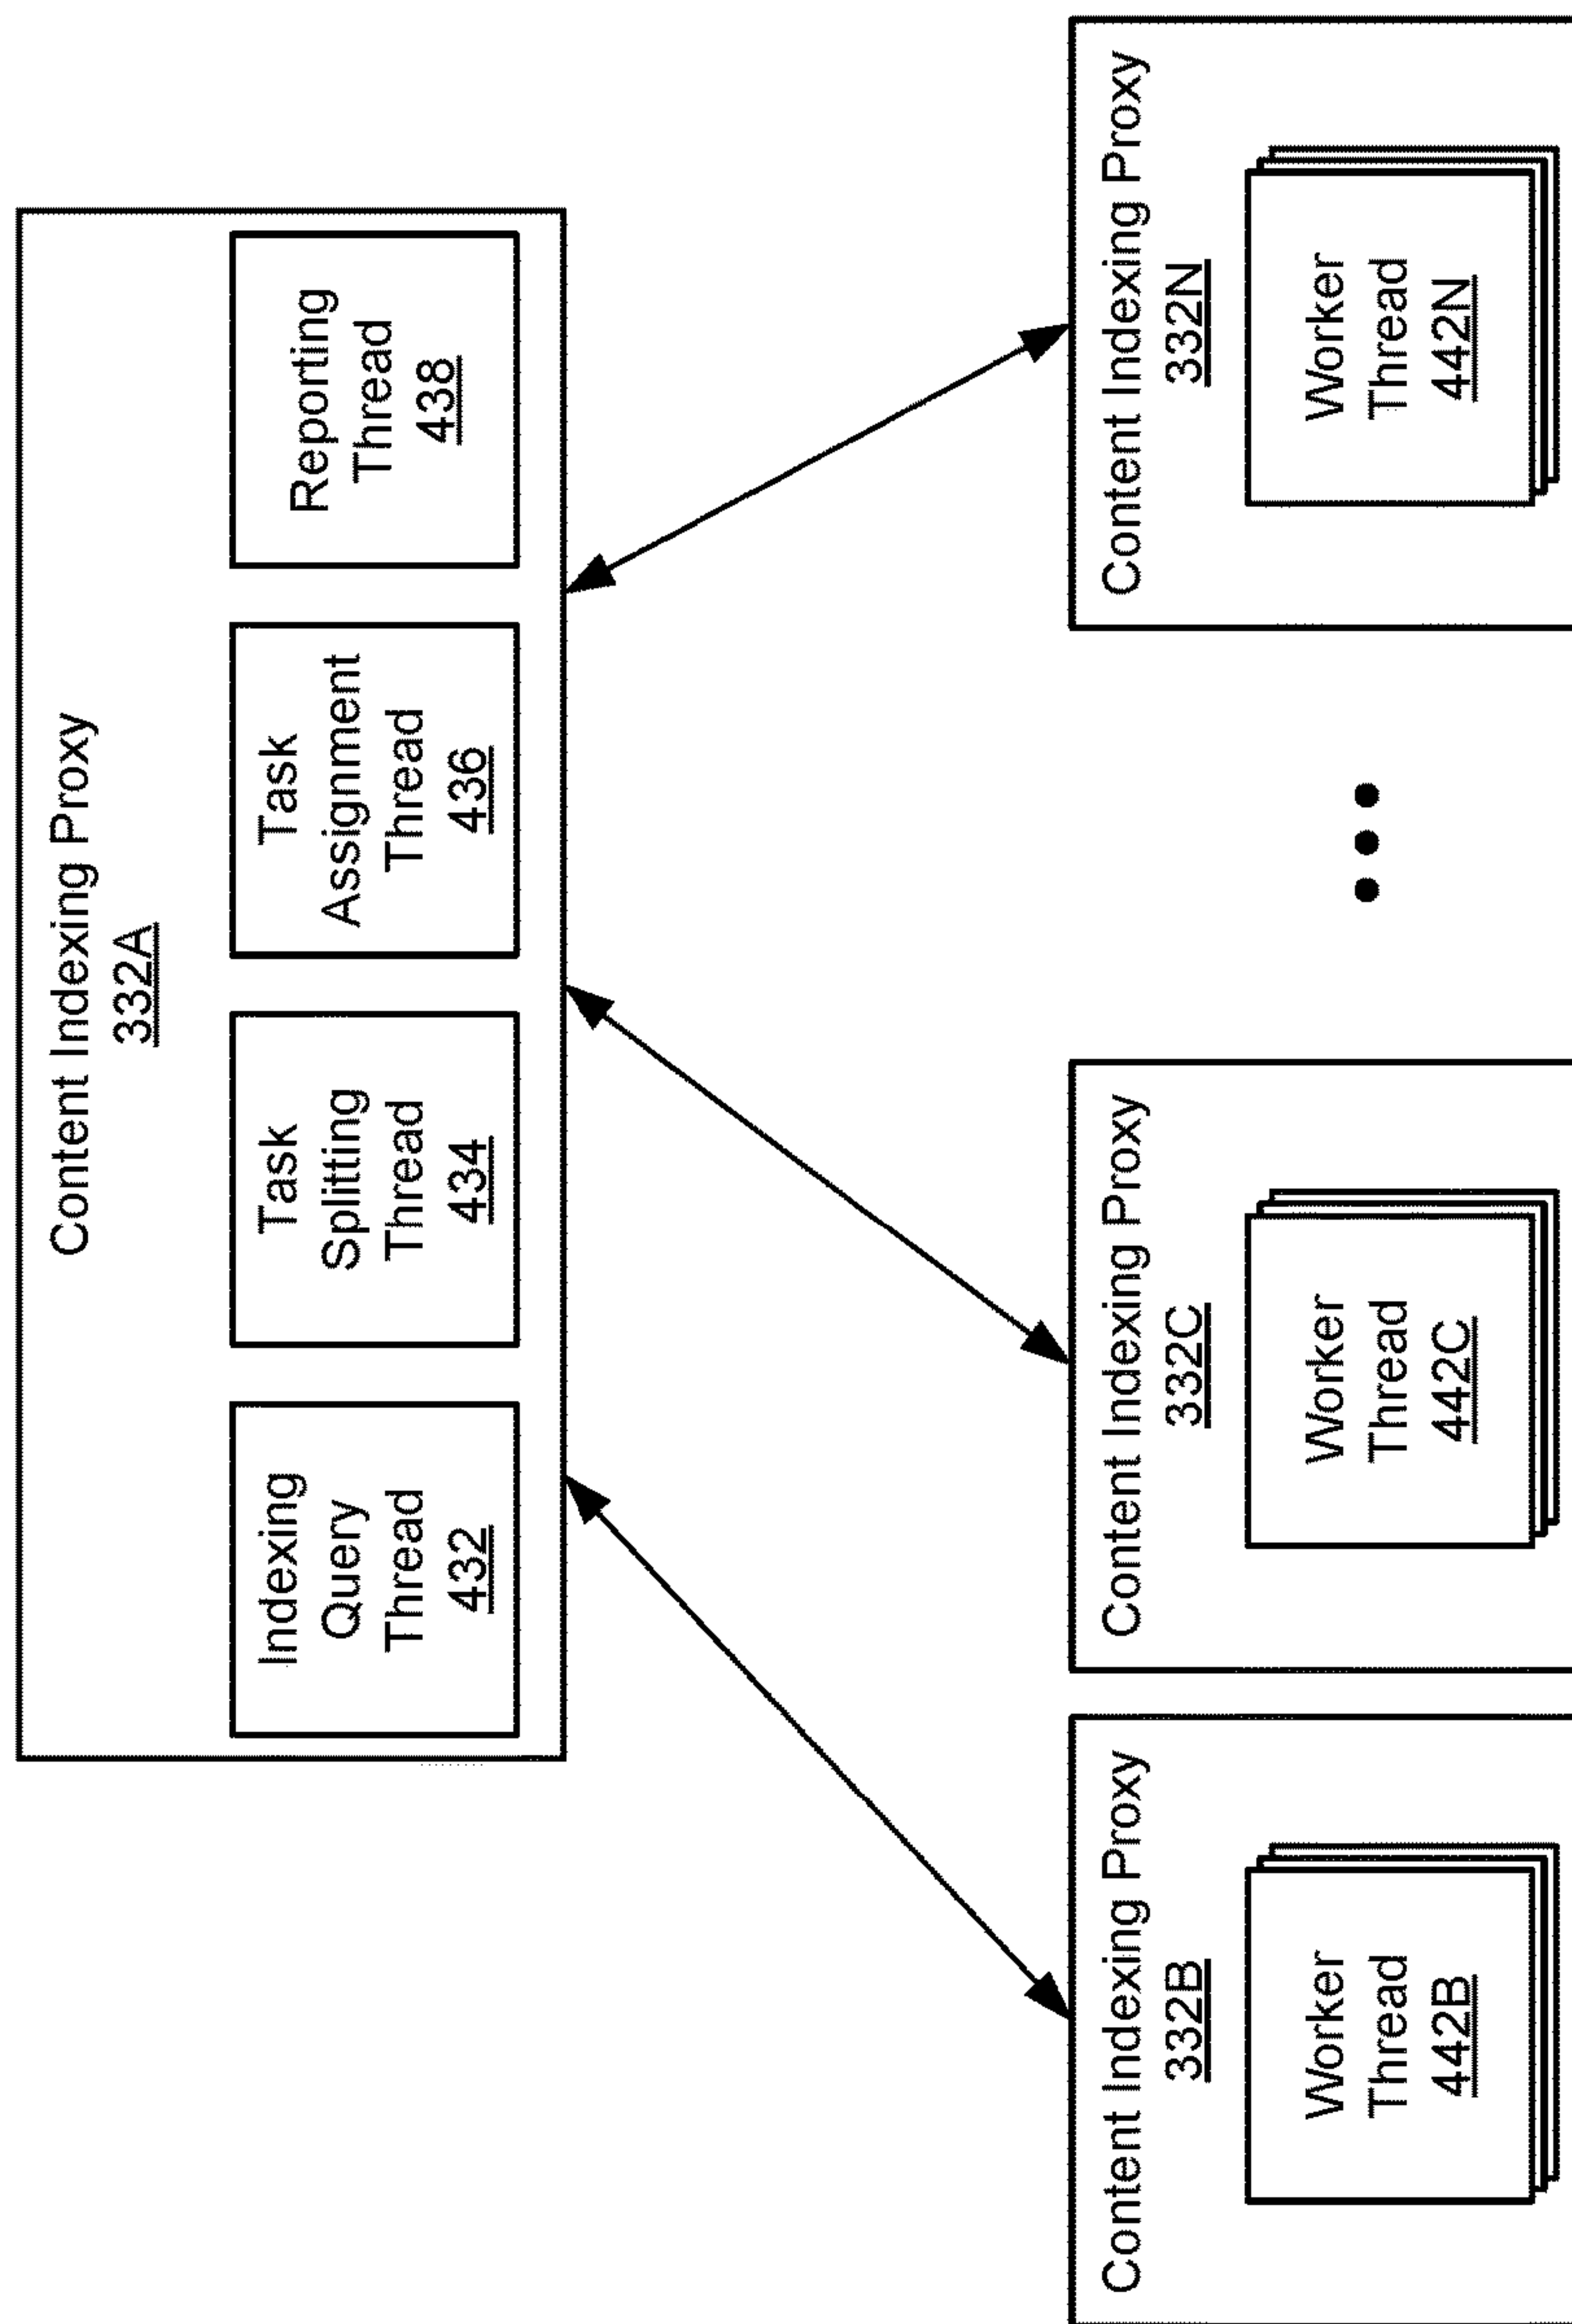 Content Indexing Proxy
332A
Indexing
Query
Thread
432
Task
Splitting
Thread
434
Task
Assignment
Thread
436
Reporting
Thread
438
Content Indexing Proxy
332B
Worker
Thread
442B
Content Indexing Proxy
332C
Worker
Thread
442C
Content Indexing Proxy
332N
Worker
Thread
442N